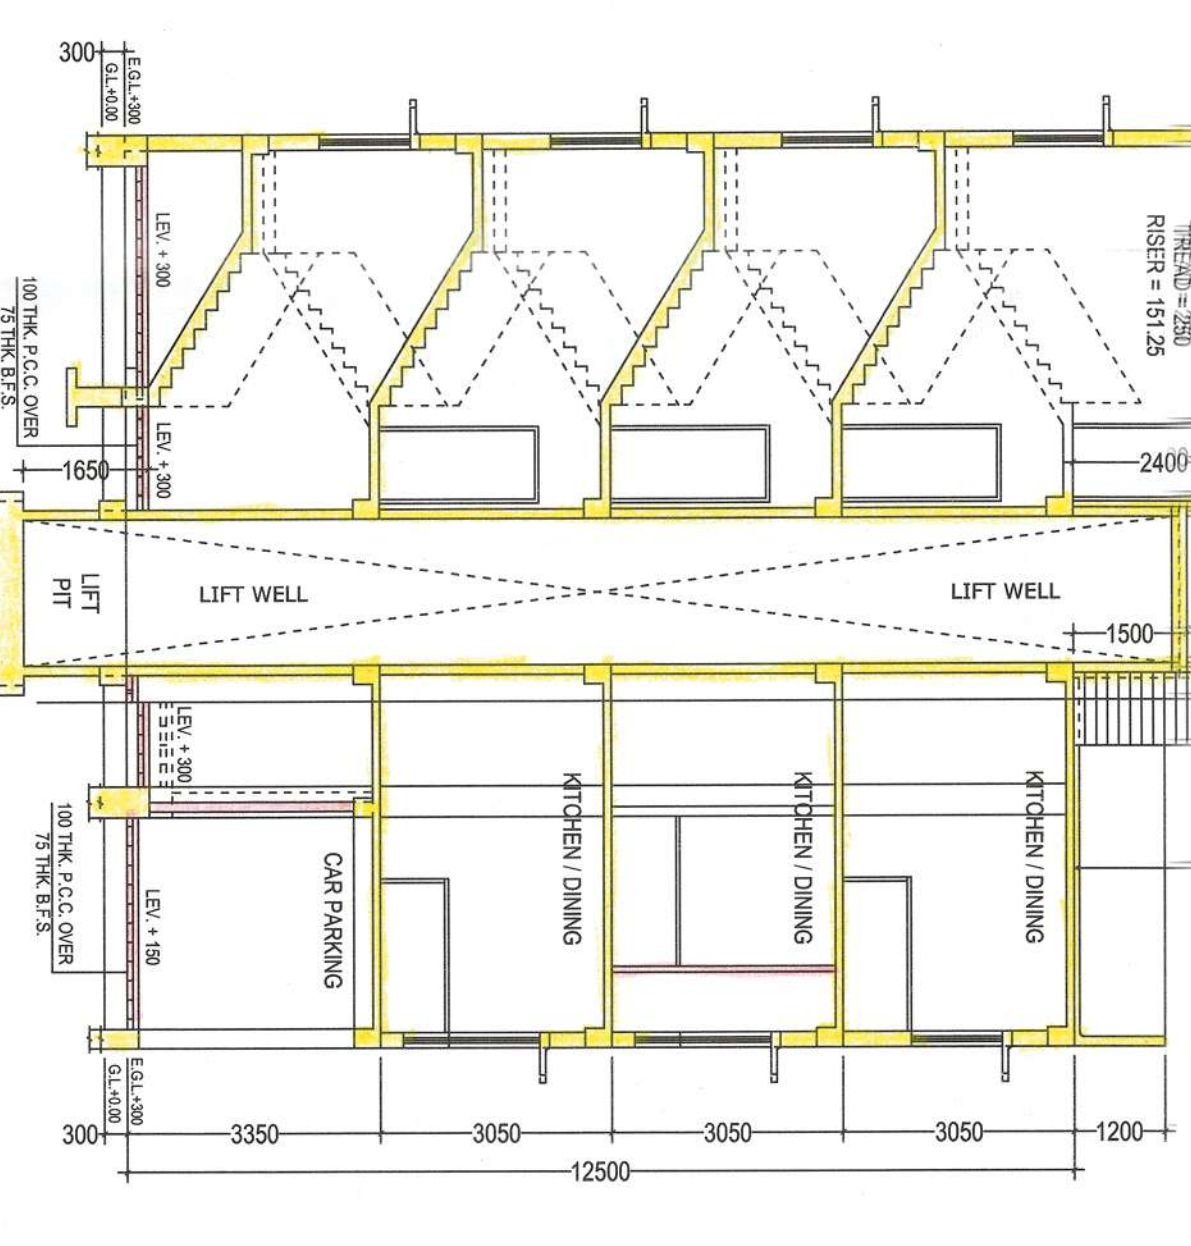 300
E.G.L.+300
G.L.+0.00
LEV. + 300
100 THK. P.C.C. OVER
75 THK. B.F.S.
LEV. + 300
1650
RISER = 151.25
2400
LIFT
PIT
LIFT WELL
LIFT WELL
1500
LEV. + 300
100 THK. P.C.C. OVER
75 THK. B.F.S.
LEV. + 150
CAR PARKING
KITCHEN / DINING
KITCHEN / DINING
KITCHEN / DINING
E.G.L.+300
G.L.+0.00
300
3350
3050
3050
3050
1200
12500